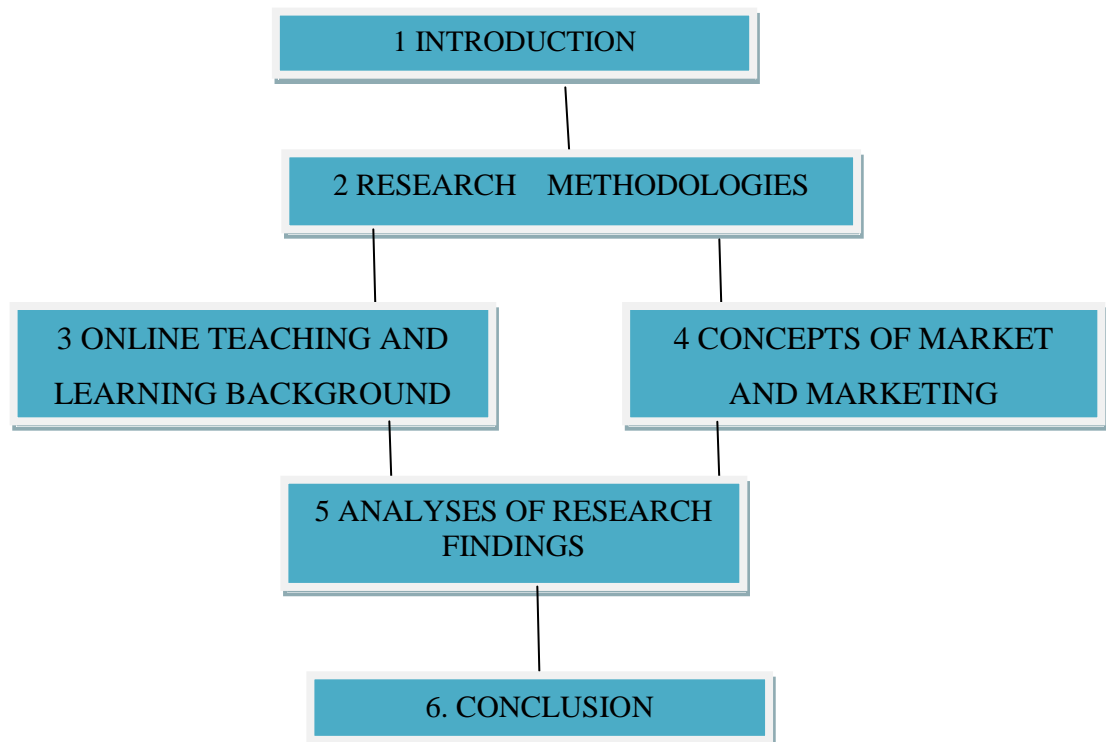 1 INTRODUCTION
2 RESEARCH METHODOLOGIES
3 ONLINE TEACHING AND
LEARNING BACKGROUND
4 CONCEPTS OF MARKET
AND MARKETING
5 ANALYSES OF RESEARCH
FINDINGS
6. CONCLUSION